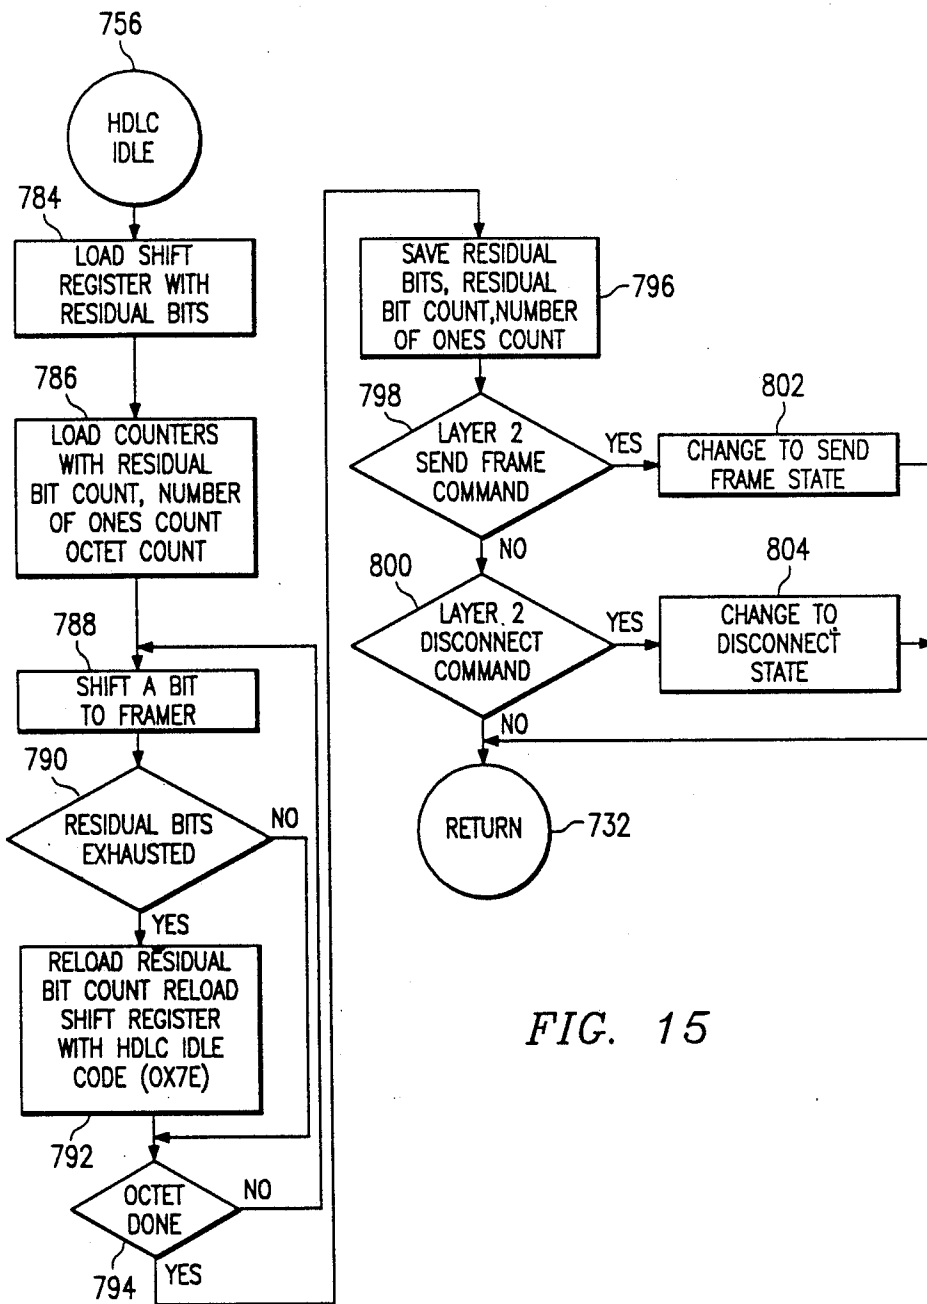 756
HDLC
IDLE
784
LOAD SHIFT
REGISTER WITH
RESIDUAL BITS
786
LOAD COUNTERS
WITH RESIDUAL
BIT COUNT, NUMBER
OF ONES COUNT
OCTET COUNT
788
SHIFT A BIT
TO FRAMER
790
RESIDUAL BITS
EXHAUSTED
NO
YES
RELOAD RESIDUAL
BIT COUNT RELOAD
SHIFT REGISTER
WITH HDLC IDLE
CODE (0X7E)
792
OCTET
DONE
NO
794
YES
SAVE RESIDUAL
BITS, RESIDUAL
BIT COUNT,NUMBER
OF ONES COUNT
796
798
LAYER 2
SEND FRAME
COMMAND
YES
802
CHANGE TO SEND
FRAME STATE
NO
800
LAYER 2
DISCONNECT
COMMAND
YES
804
CHANGE TO
DISCONNECT
STATE
NO
RETURN
732
FIG. 15